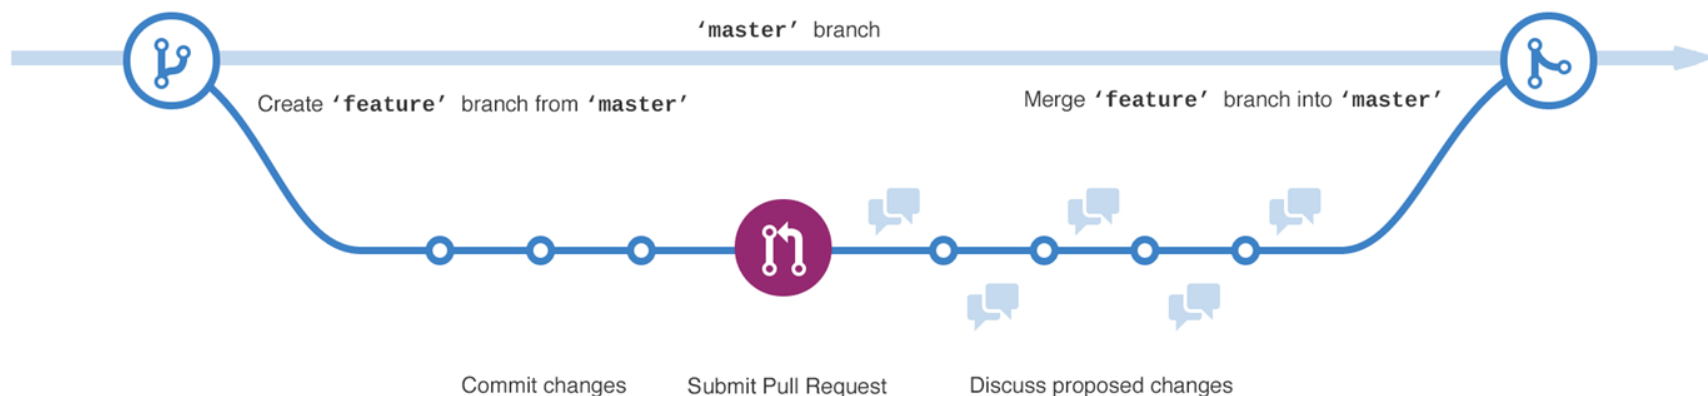 ‘master’ branch
Create ‘feature’ branch from ‘master’
Merge ‘feature’ branch into ‘master’
Commit changes
Submit Pull Request
Discuss proposed changes